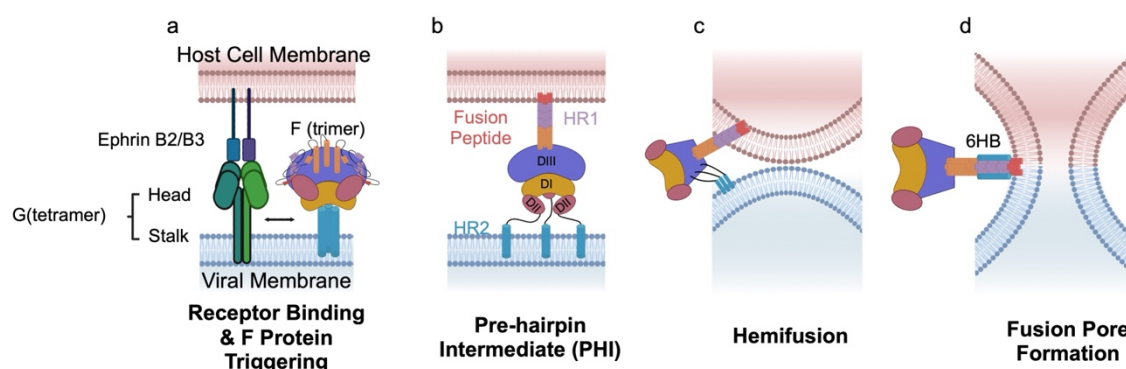 a
Host Cell Membrane
Ephrin B2/B3
F (trimer)
G(tetramer)
Head
Stalk
Viral Membrane
Receptor Binding
& F Protein
Triggering
b
Fusion
Peptide
HR1
DIII
DI
DII
DII
HR2
Pre-hairpin
Intermediate (PHI)
c
Hemifusion
d
6HB
Fusion Pore
Formation